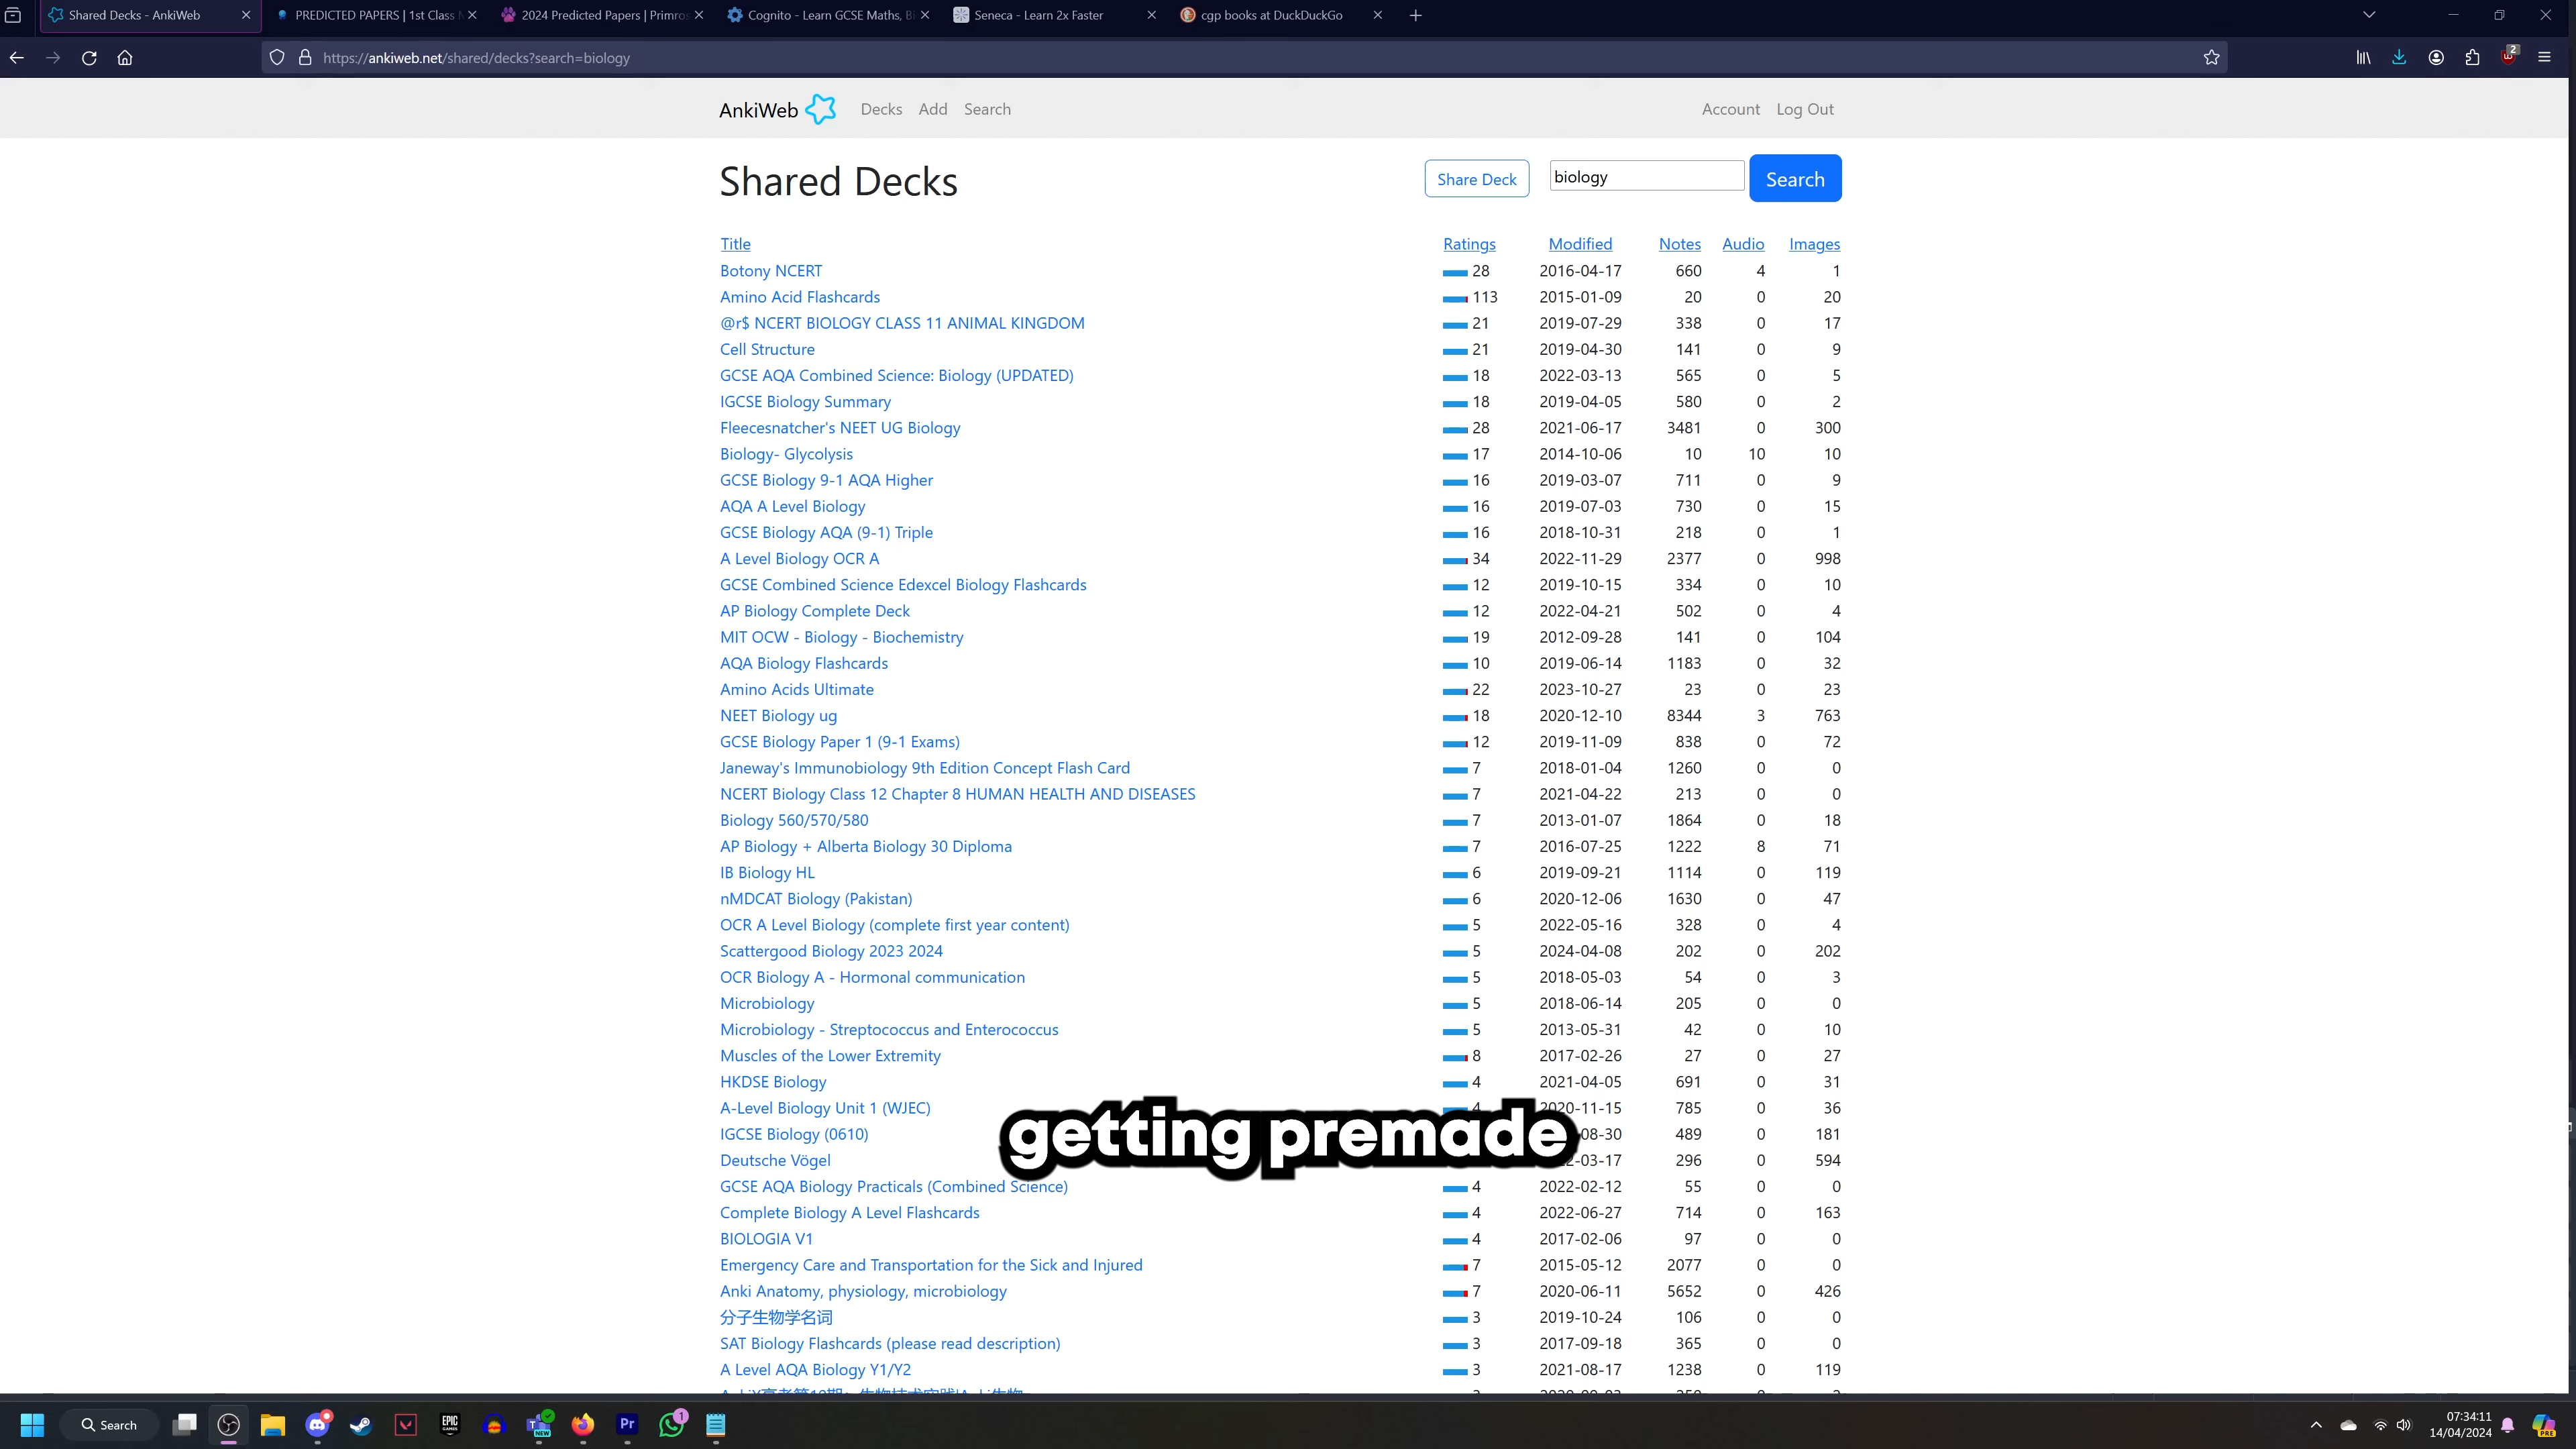 Shared Decks - AnkiWeb
PREDICTED PAPERS | 1st Class M
2024 Predicted Papers | Primros
Cognito - Learn GCSE Maths, Bi
Seneca - Learn 2x Faster
cgp books at DuckDuckGo
https://ankiweb.net/shared/decks?search=biology
2
AnkiWeb Decks Add Search Account Log Out
Shared Decks Share Deck biology Search
Title Ratings Modified Notes Audio Images
Botony NCERT 28 2016-04-17 660 4 1
Amino Acid Flashcards 113 2015-01-09 20 0 20
@r$ NCERT BIOLOGY CLASS 11 ANIMAL KINGDOM 21 2019-07-29 338 0 17
Cell Structure 21 2019-04-30 141 0 9
GCSE AQA Combined Science: Biology (UPDATED) 18 2022-03-13 565 0 5
IGCSE Biology Summary 18 2019-04-05 580 0 2
Fleecesnatcher's NEET UG Biology 28 2021-06-17 3481 0 300
Biology- Glycolysis 17 2014-10-06 10 10 10
GCSE Biology 9-1 AQA Higher 16 2019-03-07 711 0 9
AQA A Level Biology 16 2019-07-03 730 0 15
GCSE Biology AQA (9-1) Triple 16 2018-10-31 218 0 1
A Level Biology OCR A 34 2022-11-29 2377 0 998
GCSE Combined Science Edexcel Biology Flashcards 12 2019-10-15 334 0 10
AP Biology Complete Deck 12 2022-04-21 502 0 4
MIT OCW - Biology - Biochemistry 19 2012-09-28 141 0 104
AQA Biology Flashcards 10 2019-06-14 1183 0 32
Amino Acids Ultimate 22 2023-10-27 23 0 23
NEET Biology ug 18 2020-12-10 8344 3 763
GCSE Biology Paper 1 (9-1 Exams) 12 2019-11-09 838 0 72
Janeway's Immunobiology 9th Edition Concept Flash Card 7 2018-01-04 1260 0 0
NCERT Biology Class 12 Chapter 8 HUMAN HEALTH AND DISEASES 7 2021-04-22 213 0 0
Biology 560/570/580 7 2013-01-07 1864 0 18
AP Biology + Alberta Biology 30 Diploma 7 2016-07-25 1222 8 71
IB Biology HL 6 2019-09-21 1114 0 119
nMDCAT Biology (Pakistan) 6 2020-12-06 1630 0 47
OCR A Level Biology (complete first year content) 5 2022-05-16 328 0 4
Scattergood Biology 2023 2024 5 2024-04-08 202 0 202
OCR Biology A - Hormonal communication 5 2018-05-03 54 0 3
Microbiology 5 2018-06-14 205 0 0
Microbiology - Streptococcus and Enterococcus 5 2013-05-31 42 0 10
Muscles of the Lower Extremity 8 2017-02-26 27 0 27
HKDSE Biology 4 2021-04-05 691 0 31
A-Level Biology Unit 1 (WJEC) 4 2020-11-15 785 0 36
getting premade
IGCSE Biology (0610) 08-30 489 0 181
Deutsche Vögel 03-17 296 0 594
GCSE AQA Biology Practicals (Combined Science) 4 2022-02-12 55 0 0
Complete Biology A Level Flashcards 4 2022-06-27 714 0 163
BIOLOGIA V1 4 2017-02-06 97 0 0
Emergency Care and Transportation for the Sick and Injured 7 2015-05-12 2077 0 0
Anki Anatomy, physiology, microbiology 7 2020-06-11 5652 0 426
分子生物学名词 3 2019-10-24 106 0 0
SAT Biology Flashcards (please read description) 3 2017-09-18 365 0 0
A Level AQA Biology Y1/Y2 3 2021-08-17 1238 0 119
Search
EPIC GAMES
NEW
Pr
1
07:34:11
14/04/2024
PRE